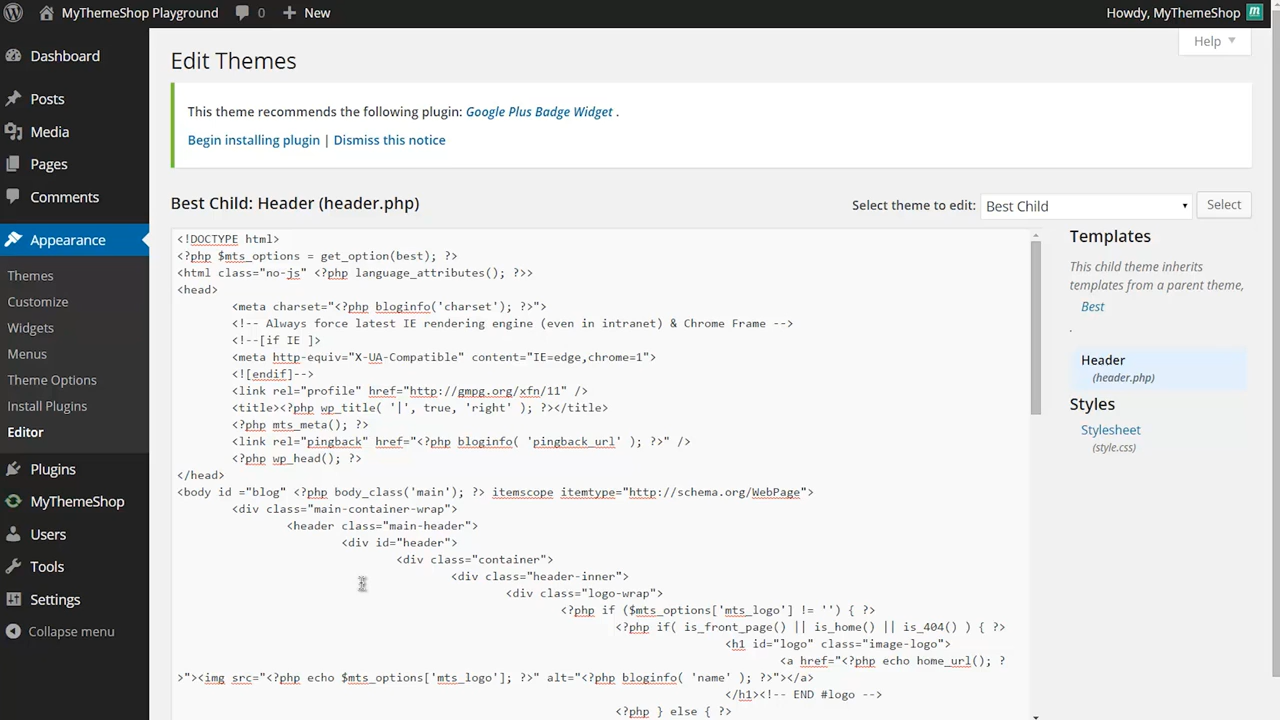 MyThemeShop Playground 0 New Howdy, MyThemeShop m
Help
Dashboard
Posts
Media
Pages
Comments
Appearance
Themes
Customize
Widgets
Menus
Theme Options
Install Plugins
Editor
Plugins
MyThemeShop
Users
Tools
Settings
Collapse menu
Edit Themes
This theme recommends the following plugin: Google Plus Badge Widget .
Begin installing plugin | Dismiss this notice
Best Child: Header (header.php)
Select theme to edit: Best Child Select
<!DOCTYPE html>
<?php $mts_options = get_option(best); ?>
<html class="no-js" <?php language_attributes(); ?>>
<head>
<meta charset="<?php bloginfo('charset'); ?>">
<!-- Always force latest IE rendering engine (even in intranet) & Chrome Frame -->
<!--[if IE ]>
<meta http-equiv="X-UA-Compatible" content="IE=edge,chrome=1">
<![endif]-->
<link rel="profile" href="http://gmpg.org/xfn/11" />
<title><?php wp_title( '|', true, 'right' ); ?></title>
<?php mts_meta(); ?>
<link rel="pingback" href="<?php bloginfo( 'pingback_url' ); ?>" />
<?php wp_head(); ?>
</head>
<body id ="blog" <?php body_class('main'); ?> itemscope itemtype="http://schema.org/WebPage">
<div class="main-container-wrap">
<header class="main-header">
<div id="header">
<div class="container">
<div class="header-inner">
<div class="logo-wrap">
<?php if ($mts_options['mts_logo'] != '') { ?>
<?php if( is_front_page() || is_home() || is_404() ) { ?>
<h1 id="logo" class="image-logo">
<a href="<?php echo home_url(); ?
>"><img src="<?php echo $mts_options['mts_logo']; ?>" alt="<?php bloginfo( 'name' ); ?>"></a>
</h1><!-- END #logo -->
<?php } else { ?>
Templates
This child theme inherits
templates from a parent theme,
Best
.
Header
(header.php)
Styles
Stylesheet
(style.css)